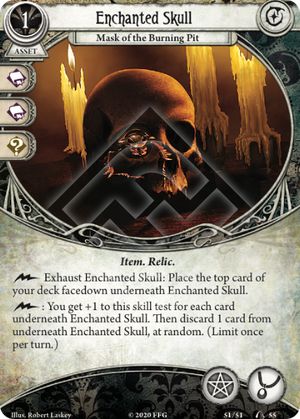 Enchanted Skull
1
Mask of the Burning Pit
ASSET
?
Item. Relic.
Exhaust Enchanted Skull: Place the top card of
your deck facedown underneath Enchanted Skull.
: You get +1 to this skill test for each card
underneath Enchanted Skull. Then discard 1 card from
underneath Enchanted Skull, at random. (Limit once
per turn.)
Illus. Robert Laskey
© 2020 FFG
51/51
55